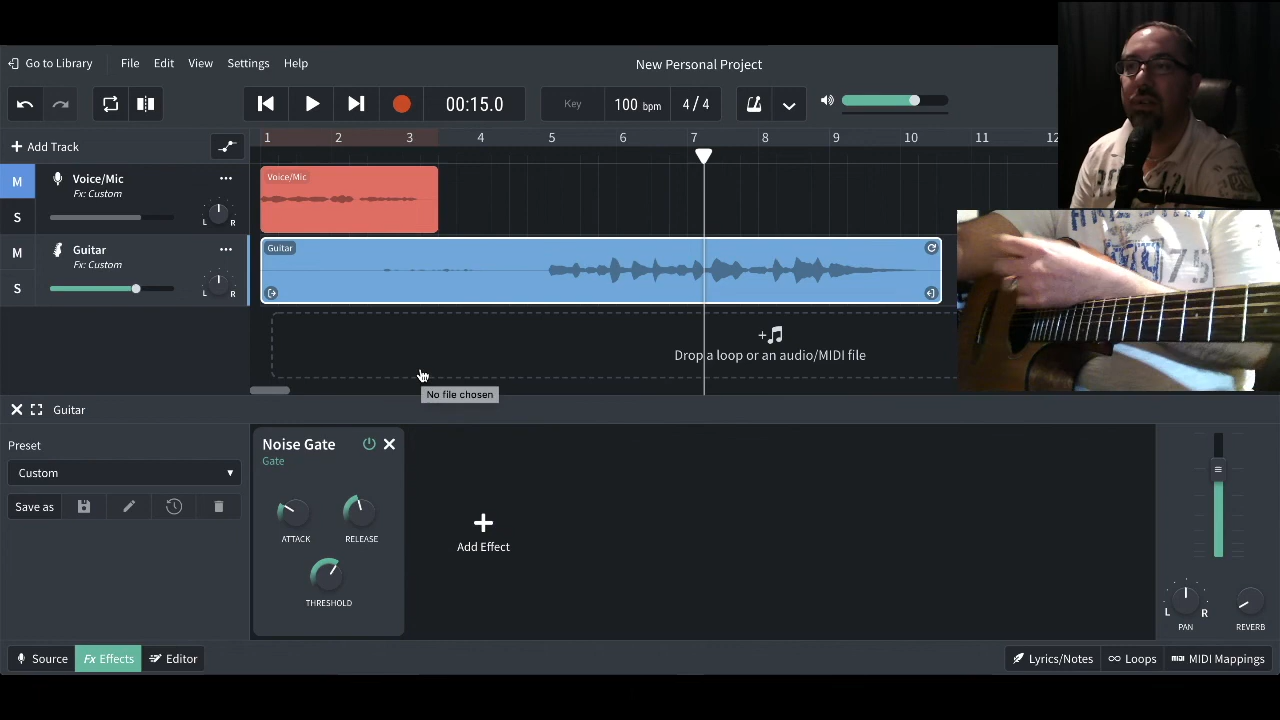 Go to Library File Edit View Settings Help New Personal Project
00:15.0 Key 100 bpm 4 / 4
+ Add Track 1 2 3 4 5 6 7 8 9 10 11 12
M Voice/Mic ... Voice/Mic
Fx: Custom
S L R
M Guitar ... Guitar
Fx: Custom
S L R
+
Drop a loop or an audio/MIDI file
No file chosen
Guitar
Preset Noise Gate
Gate
Custom
Save as
ATTACK RELEASE
Add Effect
THRESHOLD
L R
PAN REVERB
Source Fx Effects Editor Lyrics/Notes Loops MIDI Mappings
75